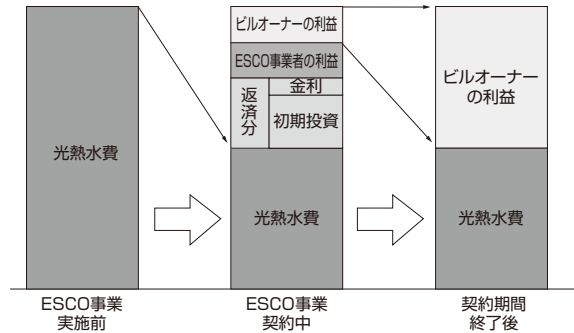 光熱水費
ESCO事業
実施前
ビルオーナーの利益
ESCO事業者の利益
返済分
金利
初期投資
光熱水費
ESCO事業
契約中
ビルオーナー
の利益
光熱水費
契約期間
終了後